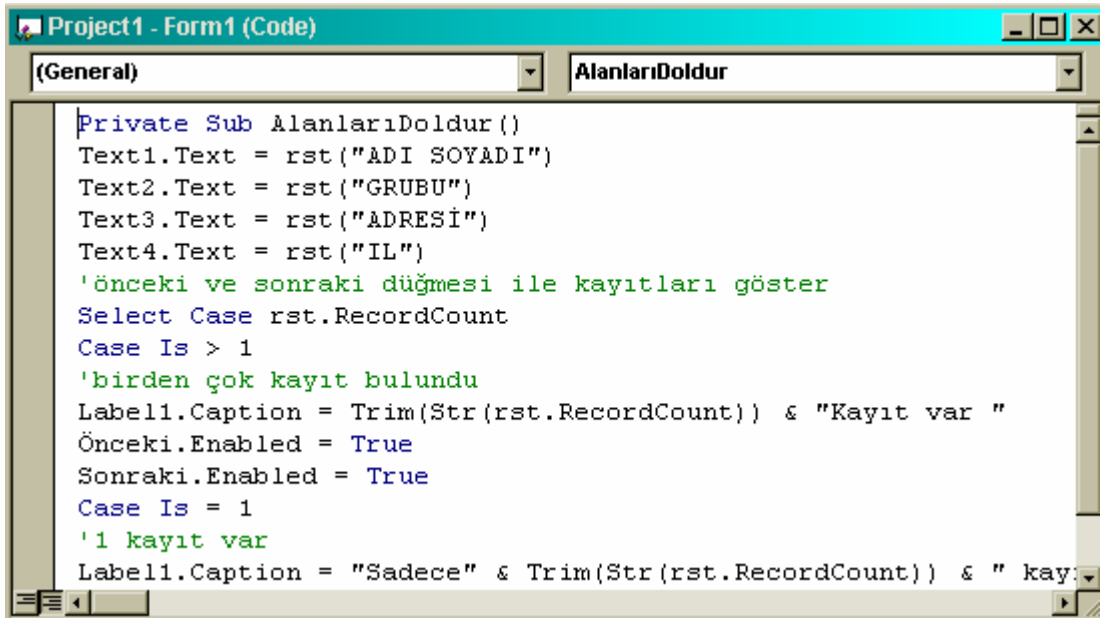 Project1 - Form1 (Code)
(General)
AlanlarıDoldur
Private Sub AlanlarıDoldur()
Text1.Text = rst("ADI SOYADI")
Text2.Text = rst("GRUBU")
Text3.Text = rst("ADRESİ")
Text4.Text = rst("IL")
'önceki ve sonraki düğmesi ile kayıtları göster
Select Case rst.RecordCount
Case Is > 1
'birden çok kayıt bulundu
Label1.Caption = Trim(Str(rst.RecordCount)) & "Kayıt var "
Önceki.Enabled = True
Sonraki.Enabled = True
Case Is = 1
'1 kayıt var
Label1.Caption = "Sadece" & Trim(Str(rst.RecordCount)) & "